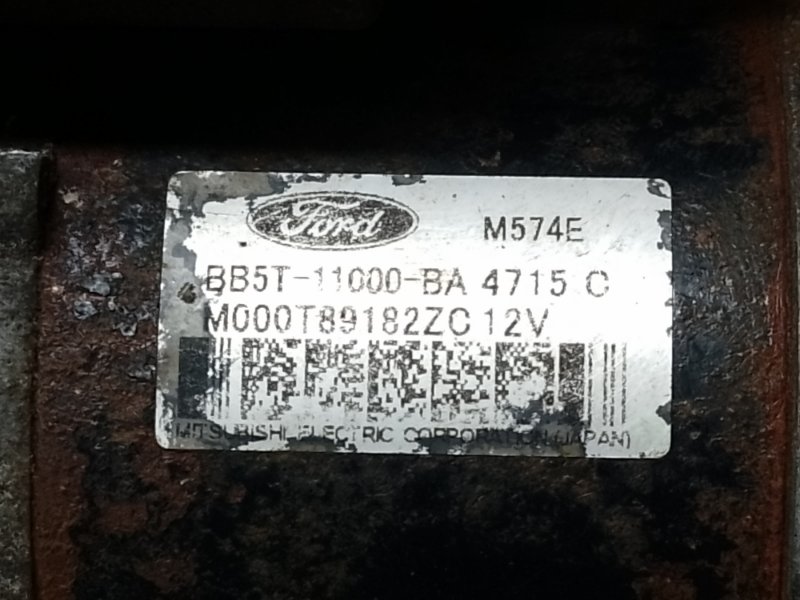 Ford M574E
BB5T-11000-BA 4715 C
M000T89182ZC 12V
MITSUBISHI ELECTRIC CORPORATION (JAPAN)